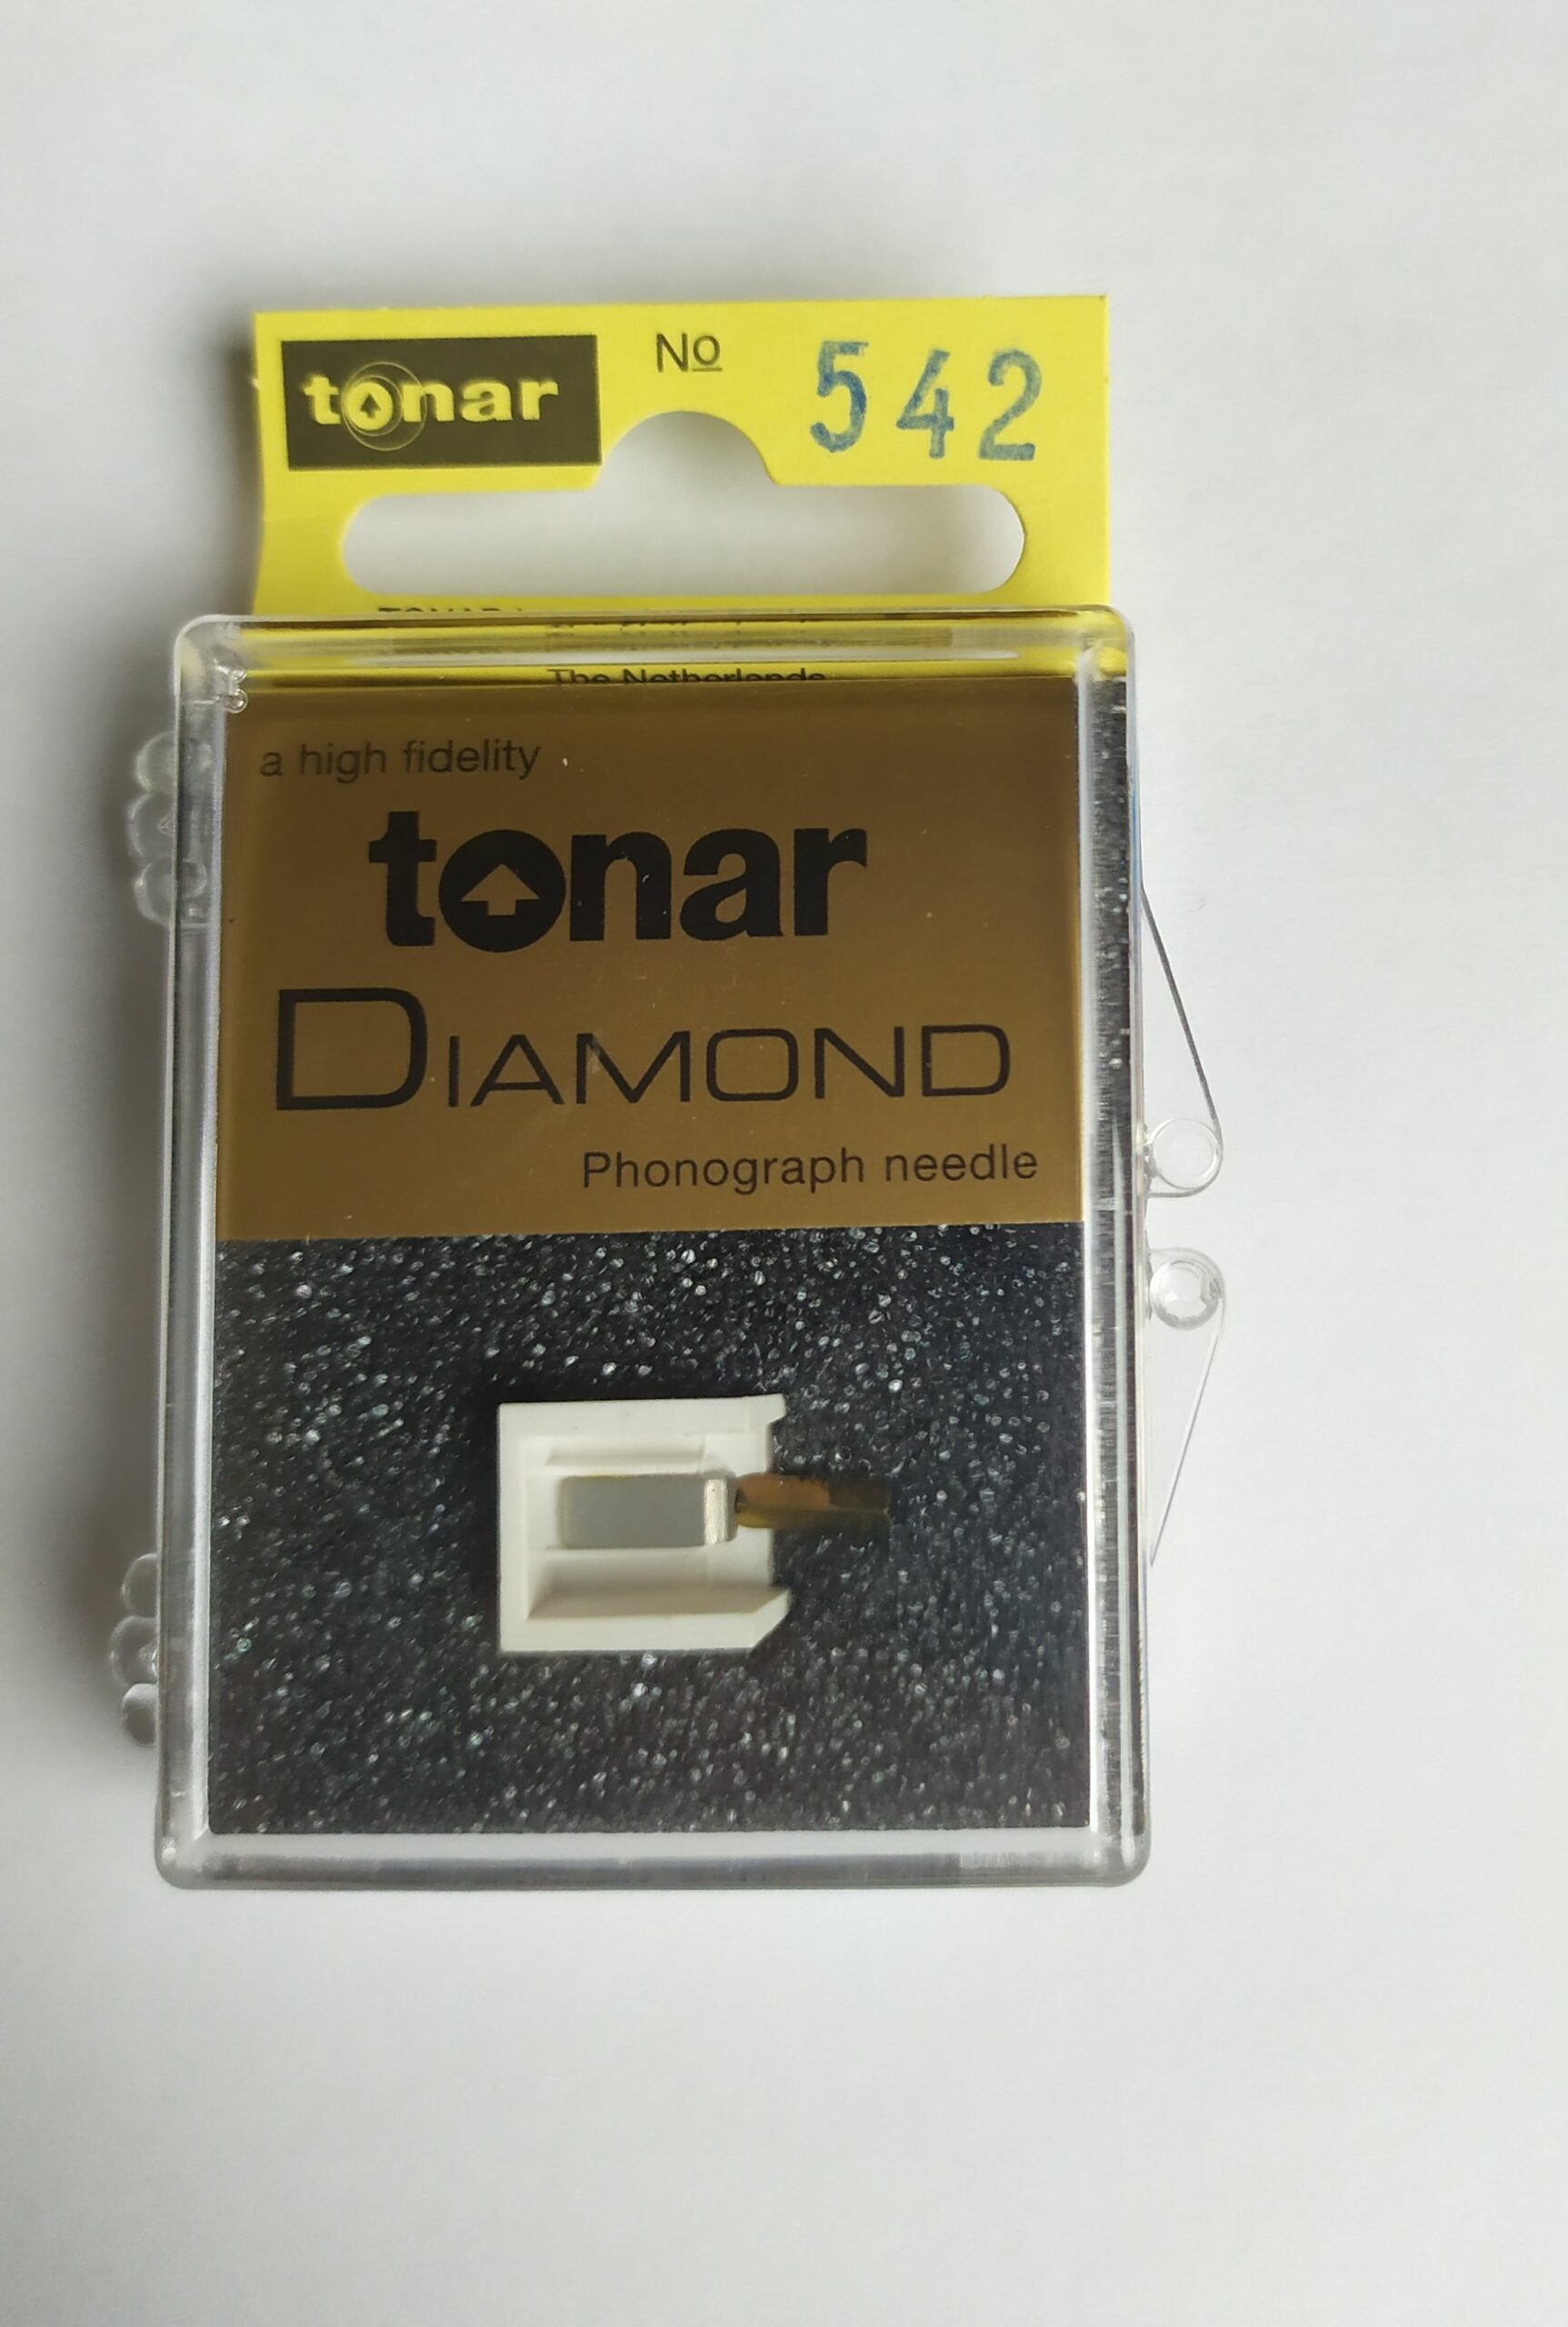 tonar
No 542
The Netherlands
a high fidelity
tonar
DIAMOND
Phonograph needle